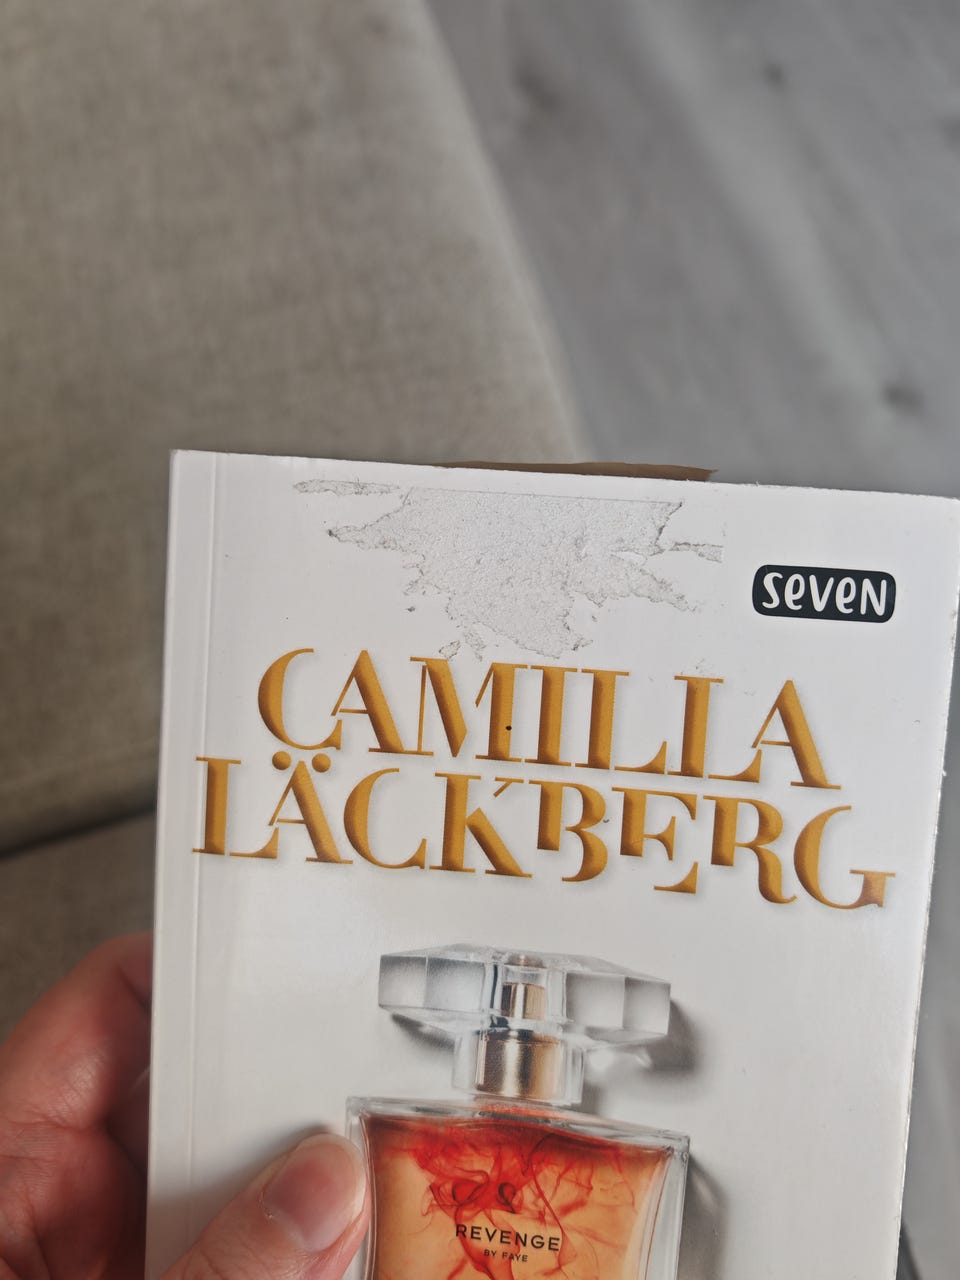 seven
CAMILLA
LÄCKBERG
REVENGE
BY FAYE